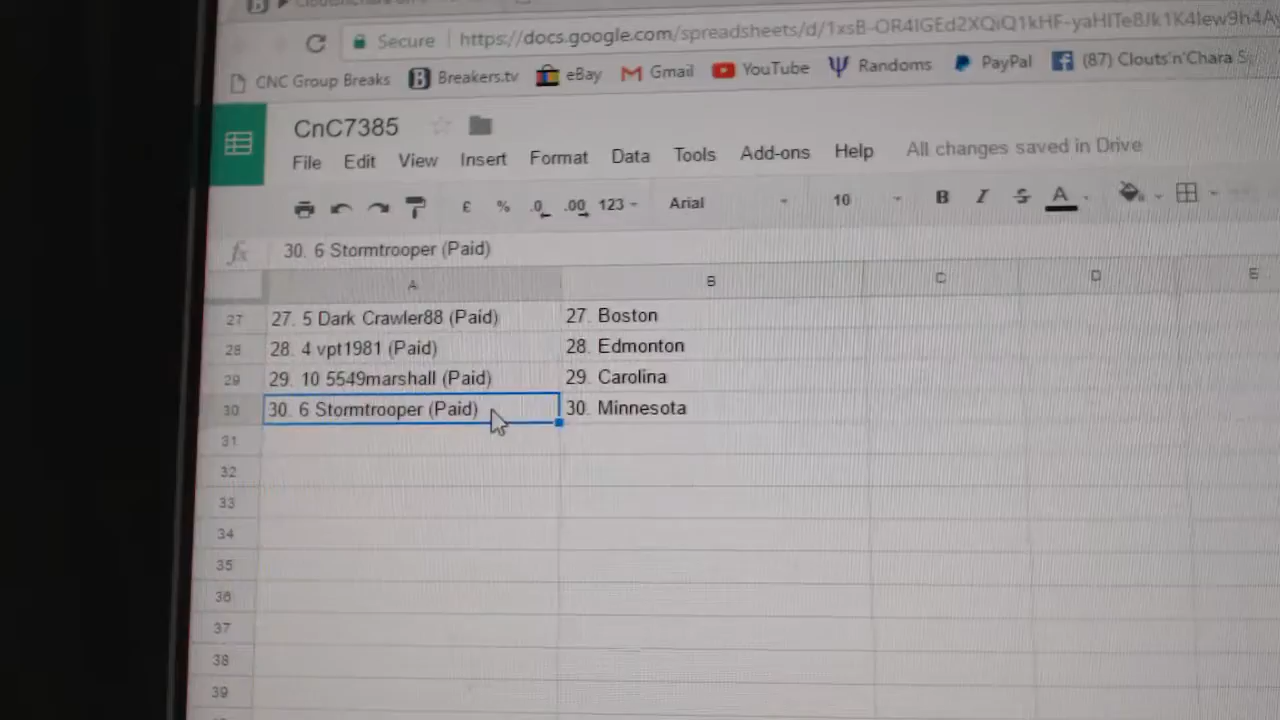 Secure https://docs.google.com/spreadsheets/d/
CNC Group Breaks Breakers.tv eBay Gmail YouTube Randoms PayPal (87) Clouts'n'Chara
CnC7385
File Edit View Insert Format Data Tools Add-ons Help All changes saved in Drive
£ % .0 .00 123 Arial 10 B I S A
fx 30. 6 Stormtrooper (Paid)
A B C D E
27 27. 5 Dark Crawler88 (Paid) 27. Boston
28 28. 4 vpt1981 (Paid) 28. Edmonton
29 29. 10 5549marshall (Paid) 29. Carolina
30 30. 6 Stormtrooper (Paid) 30. Minnesota
31
32
33
34
35
36
37
38
39